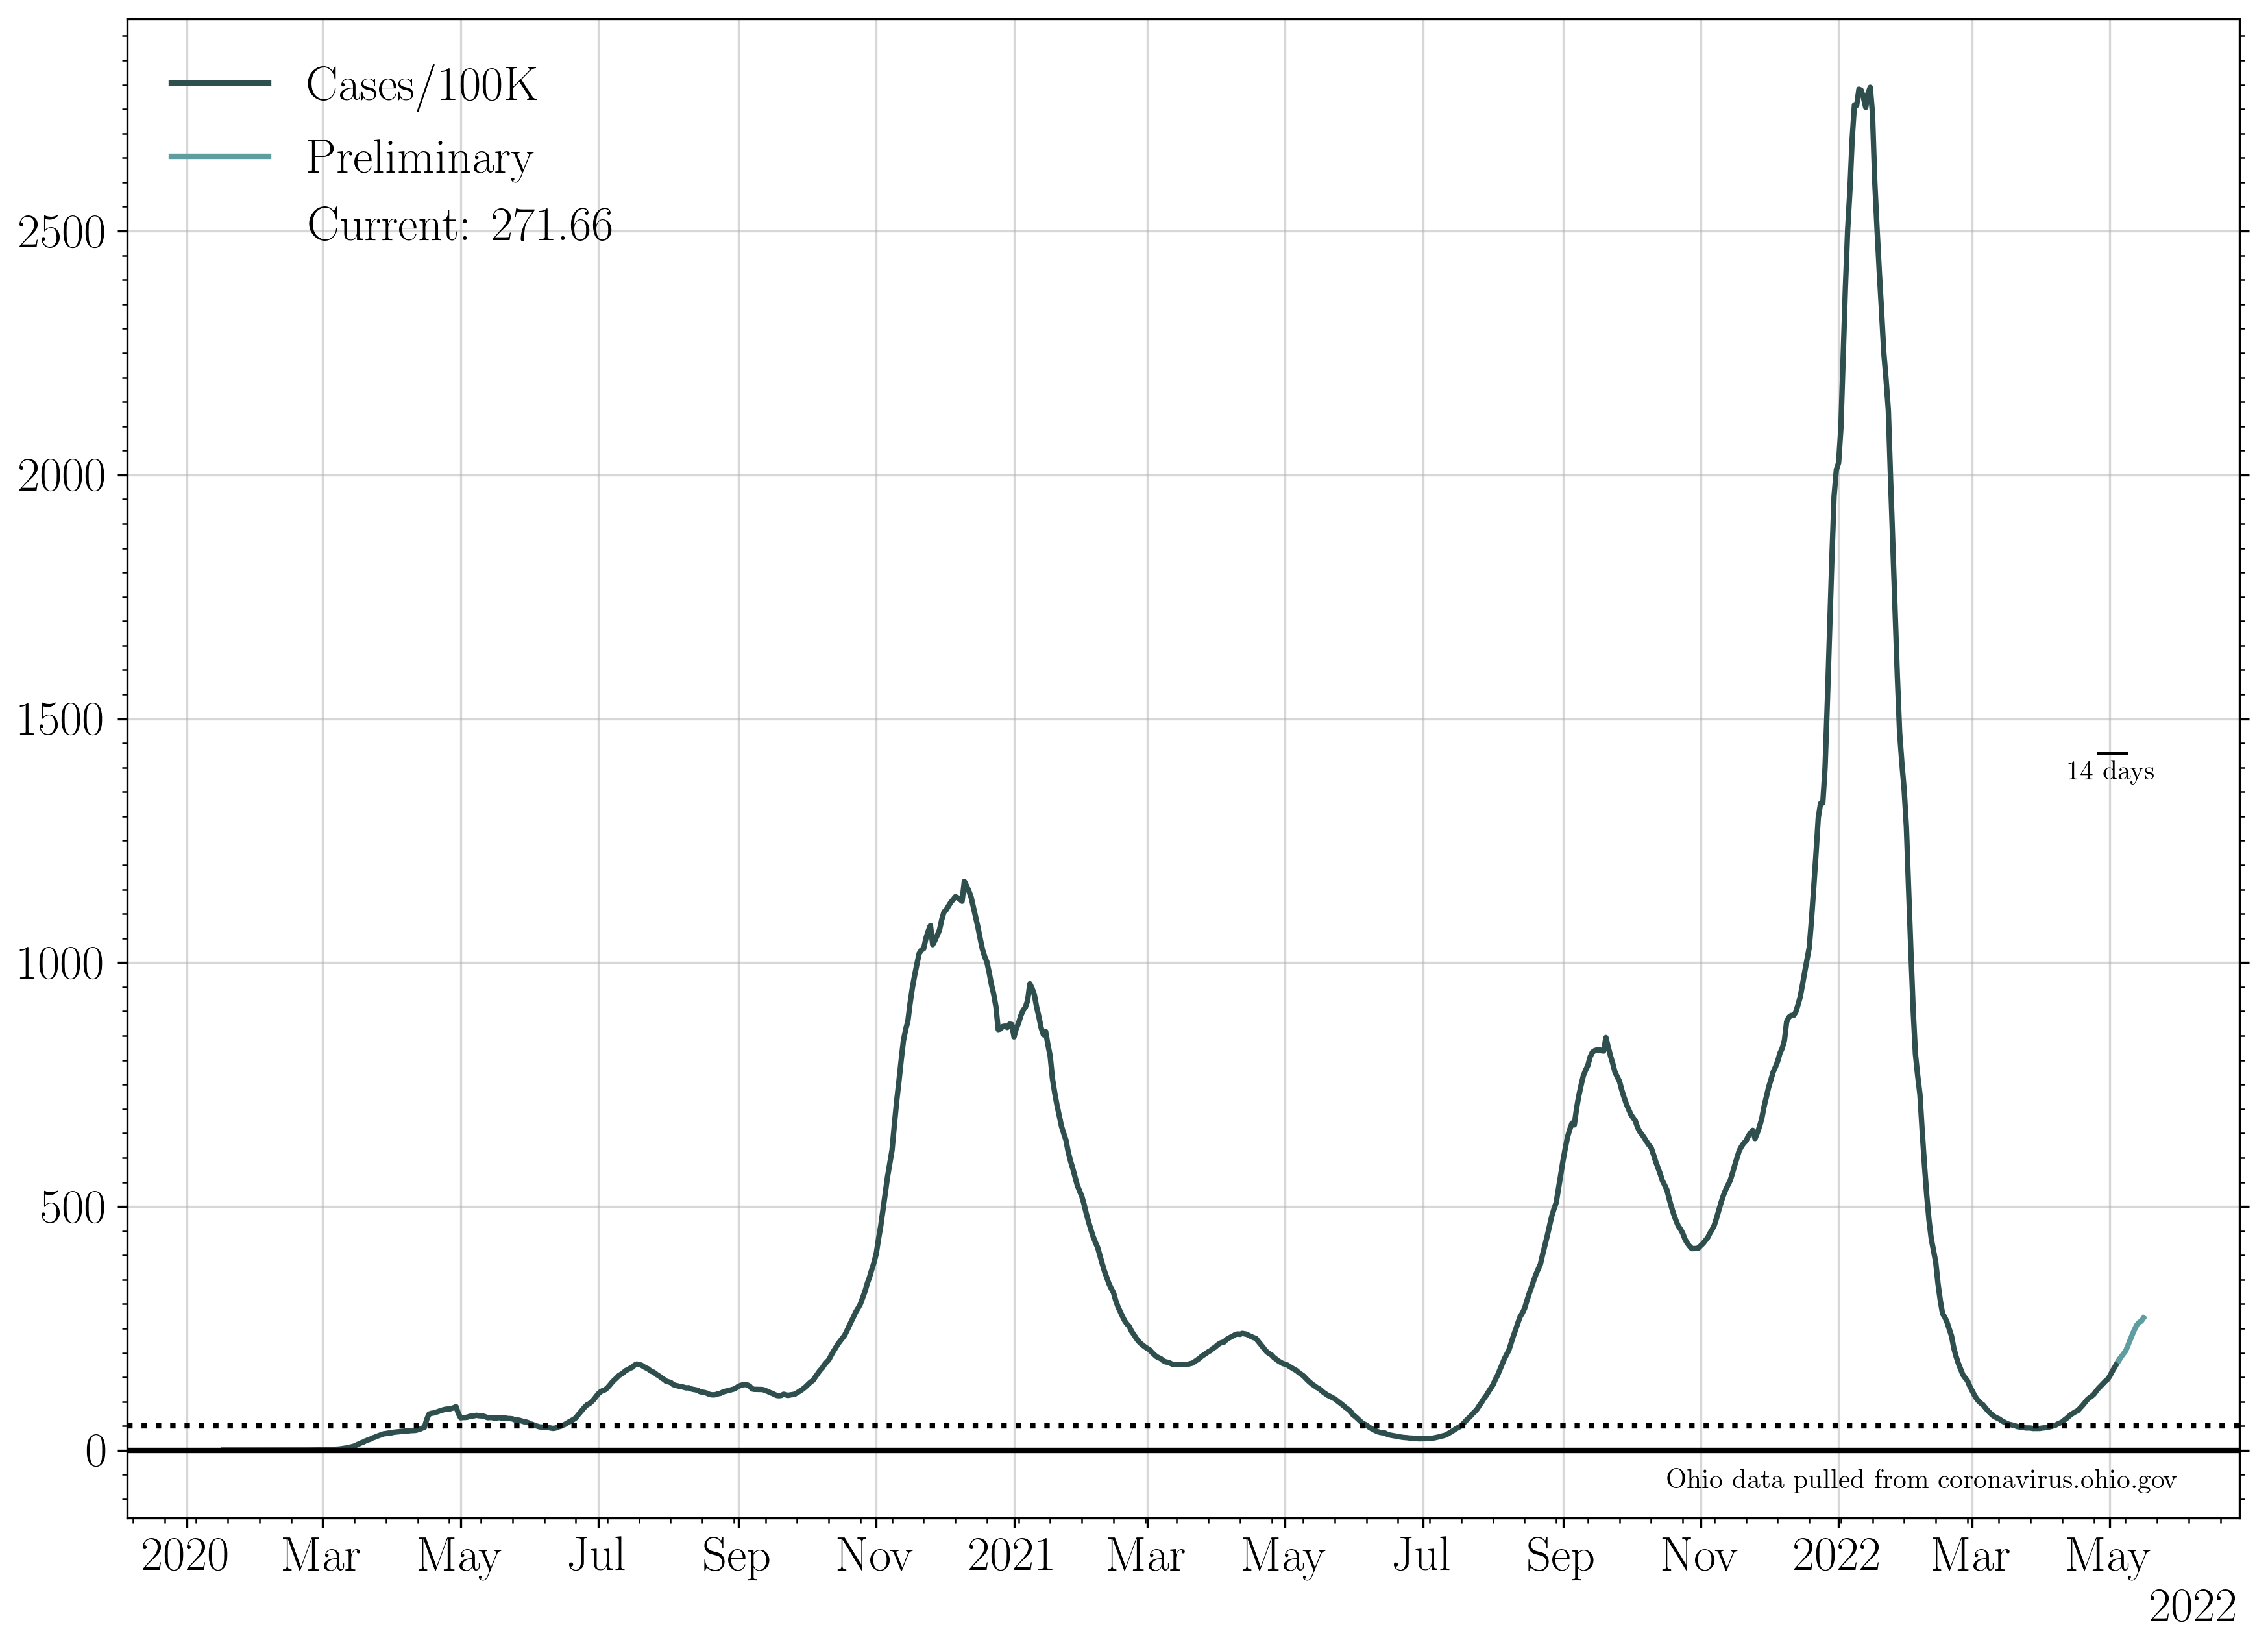 Cases/100K
Preliminary
Current: 271.66
2500
2000
1500
14 days
1000
500
0
Ohio data pulled from coronavirus.ohio.gov
2020 Mar May Jul Sep Nov 2021 Mar May Jul Sep Nov 2022 Mar May
2022